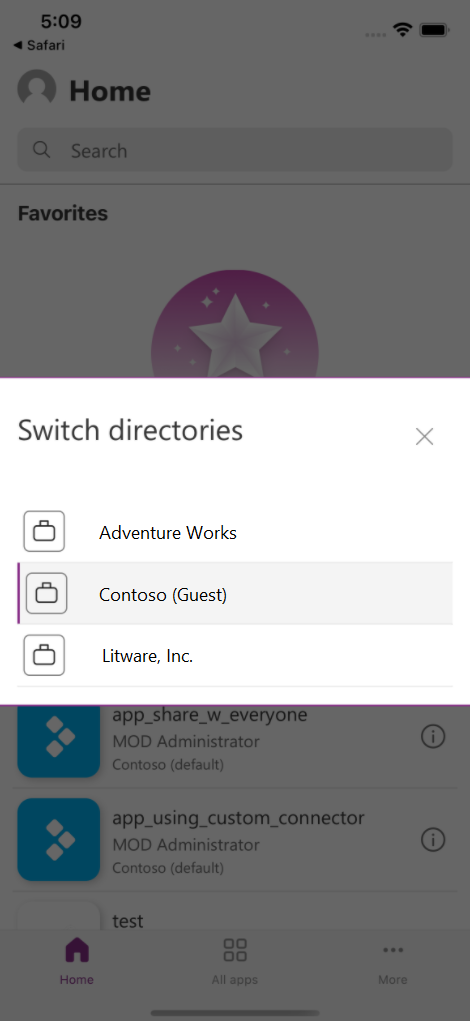 5:09
◀ Safari
Home
Search
Favorites
Switch directories
Adventure Works
Contoso (Guest)
Litware, Inc.
app_share_w_everyone
MOD Administrator
Contoso (default)
app_using_custom_connector
MOD Administrator
Contoso (default)
test
Home
All apps
More